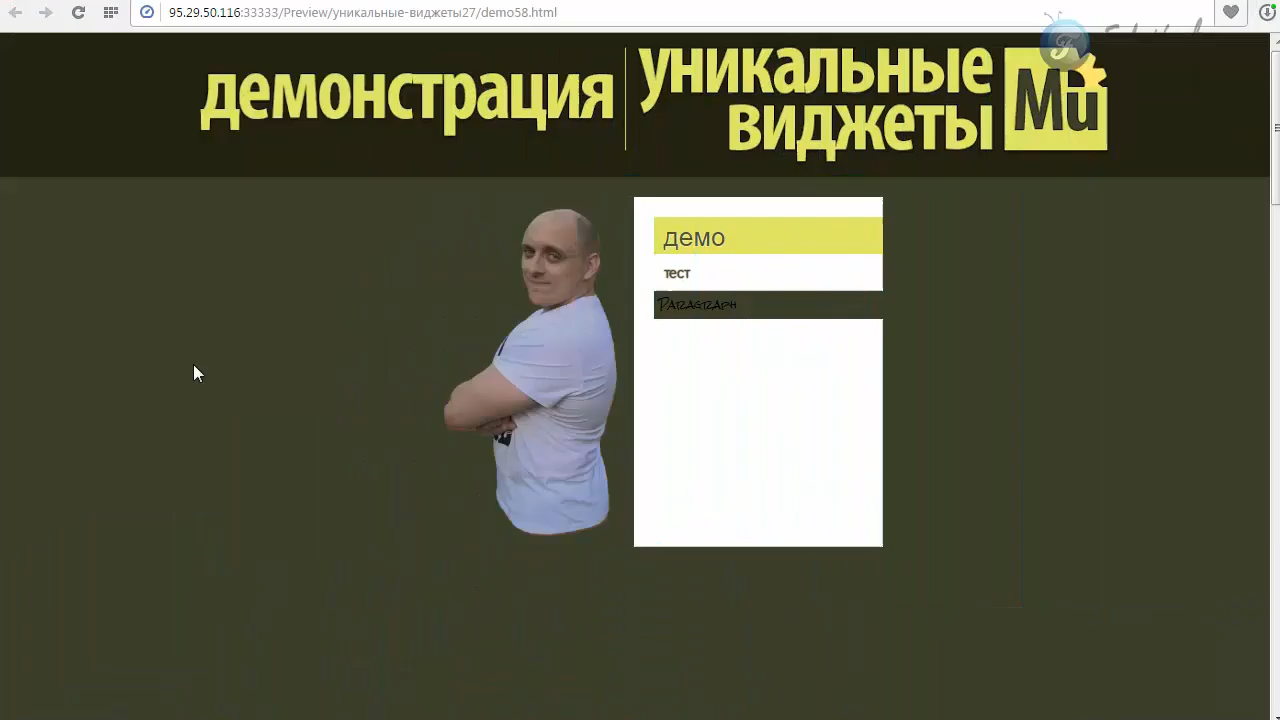 95.29.50.116:33333/Preview/уникальные-виджеты27/demo58.html
демонстрация
уникальные
виджеты
Mu
демо
тест
Paragraph